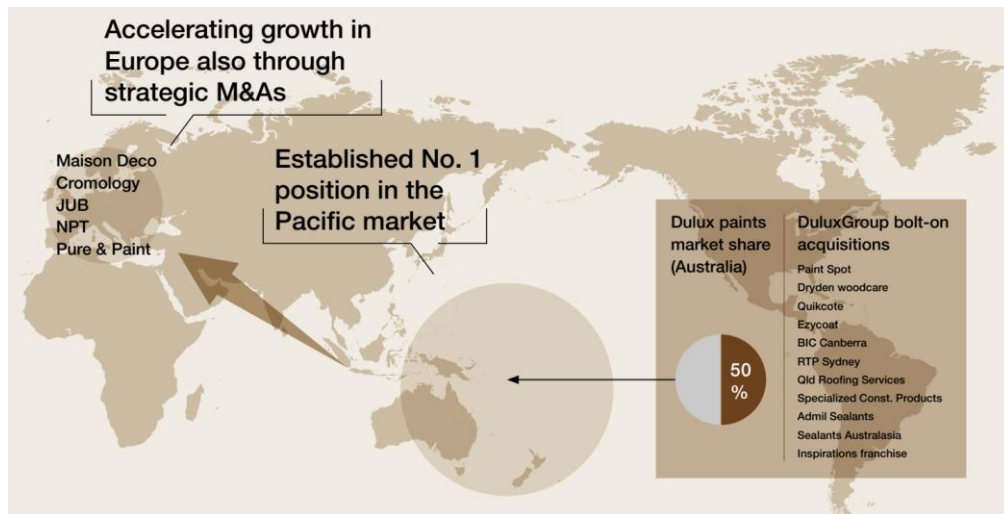 Accelerating growth in
Europe also through
strategic M&As
Maison Deco
Cromology
JUB
NPT
Pure & Paint
Established No. 1
position in the
Pacific market
Dulux paints
market share
(Australia)
50
%
DuluxGroup bolt-on
acquisitions
Paint Spot
Dryden woodcare
Quikcote
Ezycoat
BIC Canberra
RTP Sydney
Qld Roofing Services
Specialized Const. Products
Admil Sealants
Sealants Australasia
Inspirations franchise